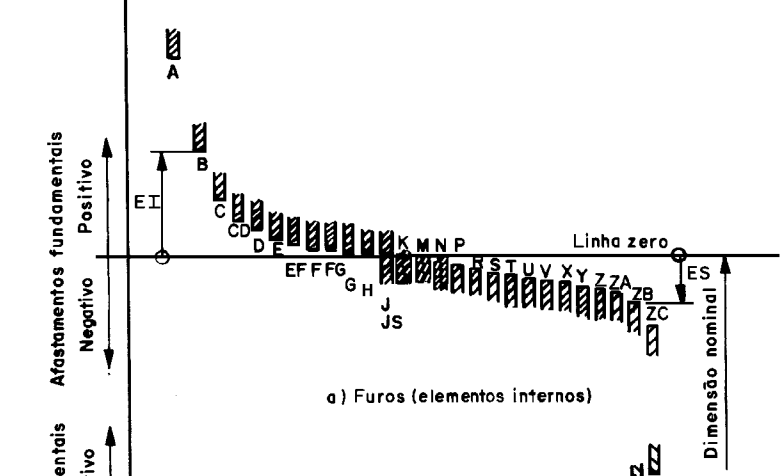 A
B
C
CD
D
E
EF F FG
G
H
J
JS
K
M
N
P
R
S
T
U
V
X
Y
Z
ZA
ZB
ZC
EI
ES
Linha zero
Afastamentos fundamentais
Positivo
Negativo
Dimensão nominal
a) Furos (elementos internos)